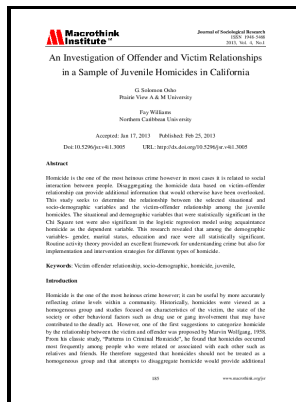 Macrothink
Institute™
Journal of Sociological Research
ISSN 1948-5468
2013, Vol. 4, No.1
An Investigation of Offender and Victim Relationships
in a Sample of Juvenile Homicides in California
G. Solomon Osho
Prairie View A & M University
Fay Williams
Northern Caribbean University
Accepted: Jan 17, 2013 Published: Feb 25, 2013
Doi:10.5296/jsr.v4i1.3005 URL: http://dx.doi.org/10.5296/jsr.v4i1.3005
Abstract
Homicide is the one of the most heinous crime however in most cases it is related to social
interaction between people. Disaggregating the homicide data based on victim-offender
relationship can provide additional information that would otherwise have been overlooked.
This study seeks to determine the relationship between the selected situational and
socio-demographic variables and the victim-offender relationship among the juvenile
homicides. The situational and demographic variables that were statistically significant in the
Chi Square test were also significant in the logistic regression model using acquaintance
homicide as the dependent variable. This research revealed that among the demographic
variables- gender, marital status, education and race were all statistically significant.
Routine activity theory provided an excellent framework for understanding crime but also for
implementation and intervention strategies for different types of homicide.
Keywords: Victim offender relationship, socio-demographic, homicide, juvenile,
Introduction
Homicide is the one of the most heinous crime however; it can be useful by more accurately
reflecting crime levels within a community. Historically, homicides were viewed as a
homogenous group and studies focused on characteristics of the victim, the state of the
society or other behavioral factors such as drug use or gang involvement that may have
contributed to the deadly act. However, one of the first suggestions to categorize homicide
by the relationship between the victim and offender was proposed by Marvin Wolfgang, 1958.
From his classic study, "Patterns in Criminal Homicide", he found that homicides occurred
most frequently among people who were related or associated with each other such as
relatives and friends. He therefore suggested that homicides should not be treated as a
homogenous group and that attempts to disaggregate homicide would provide additional
185 www.macrothink.org/jsr